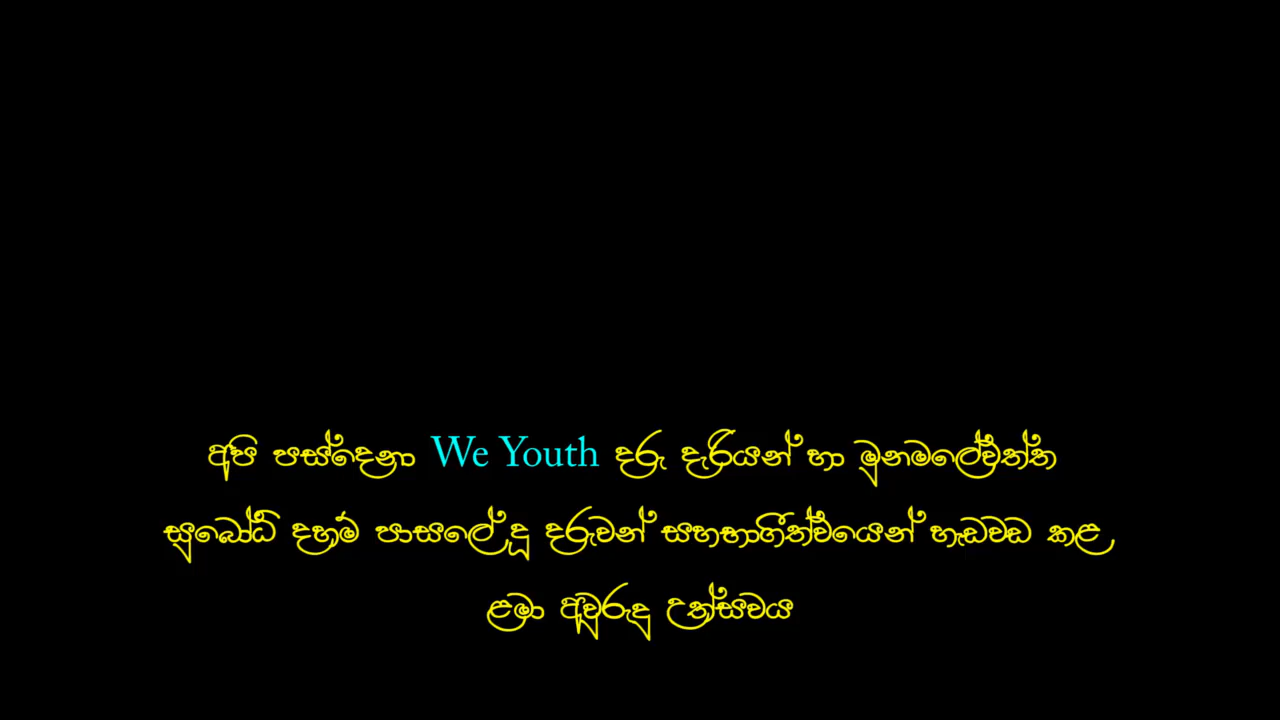 අපි පස්දෙනා We Youth දරු දැරියන් හා මුනමලේවත්ත
සුබෝධි දහම් පාසලේ දූ දරුවන් සහභාගීත්වයෙන් හැඩවඩ කළ
ළමා අවුරුදු උත්සවය